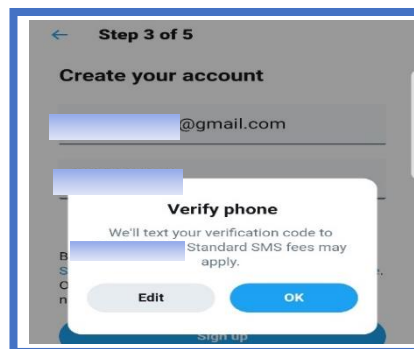 ← Step 3 of 5
Create your account
@gmail.com
Verify phone
We'll text your verification code to
Standard SMS fees may
apply.
Edit OK
Sign up